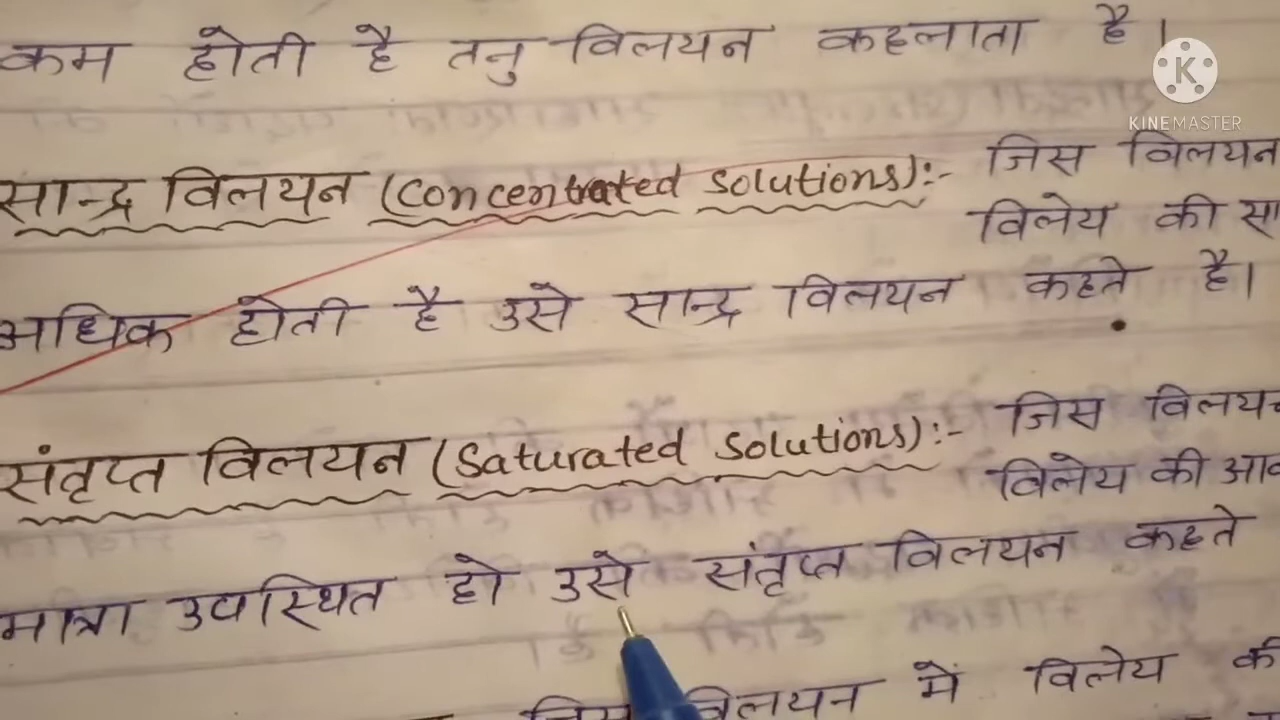 कम होती है तनु विलयन कहलाता है।
KINEMASTER
सान्द्र विलयन (Concentrated Solutions):- जिस विलयन
विलेय की सा
अधिक होती है उसे सान्द्र विलयन कहते है।
संतृप्त विलयन (Saturated Solutions):- जिस विलयन
विलेय की आव
मात्रा उपस्थित हो उसे संतृप्त विलयन कहते
जिस विलयन में विलेय की